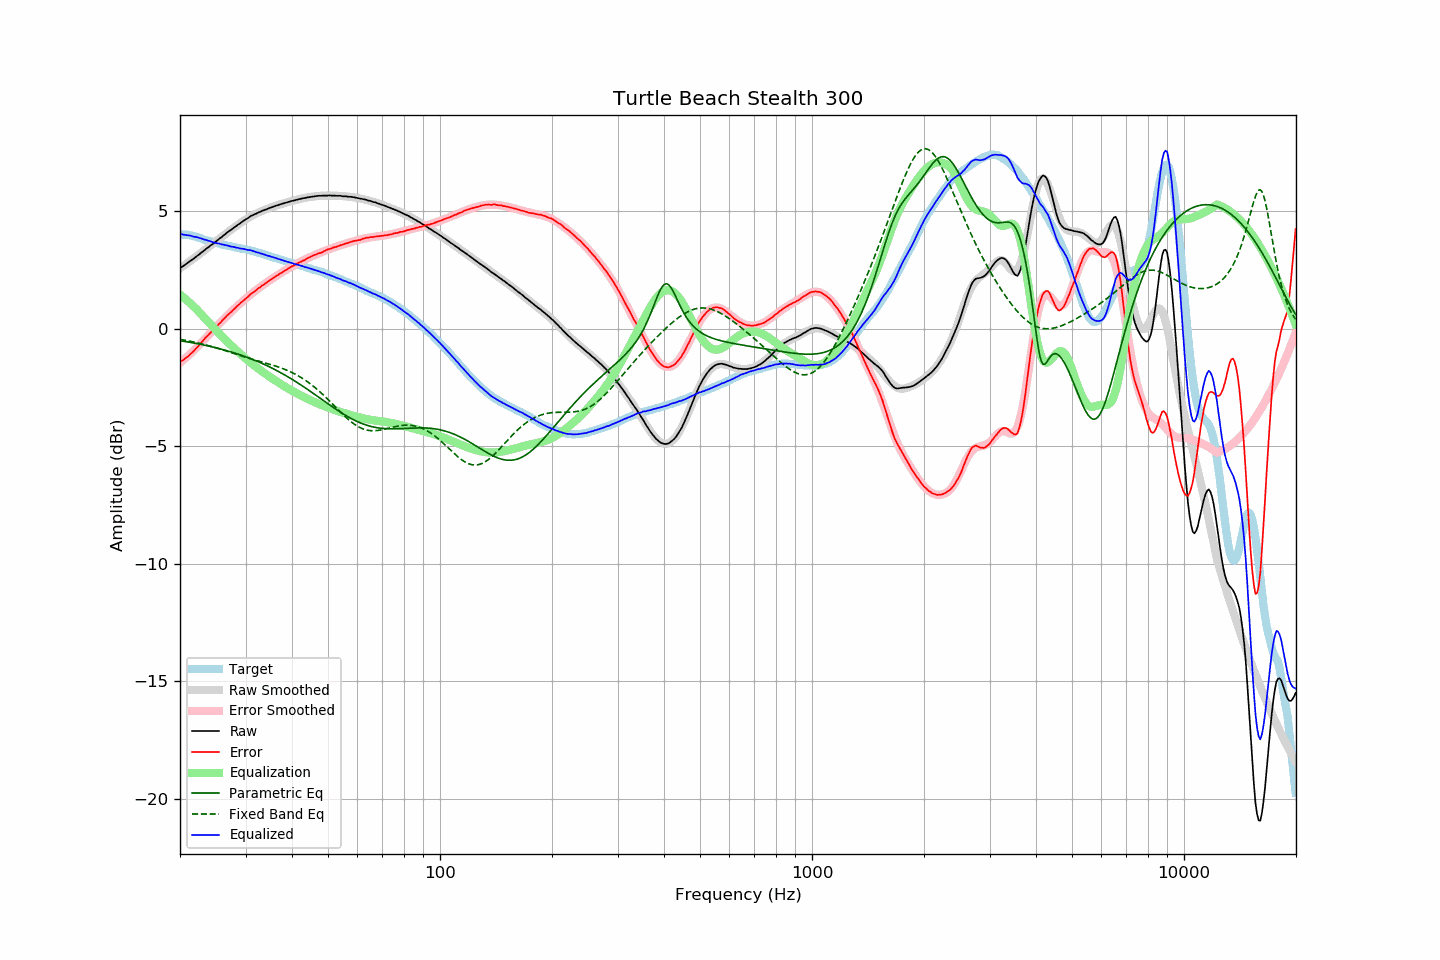 Turtle Beach Stealth 300
Amplitude (dBr)
5
0
−5
−10
−15
−20
Target
Raw Smoothed
Error Smoothed
Raw
Error
Equalization
Parametric Eq
Fixed Band Eq
Equalized
100
1000
10000
Frequency (Hz)